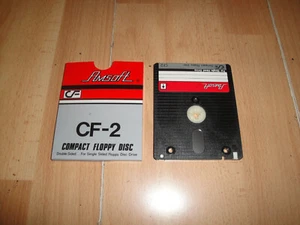 Amsoft
CF
CF-2
COMPACT FLOPPY DISC
Double Sided For Single Sided Floppy Disc Drive
Amsoft